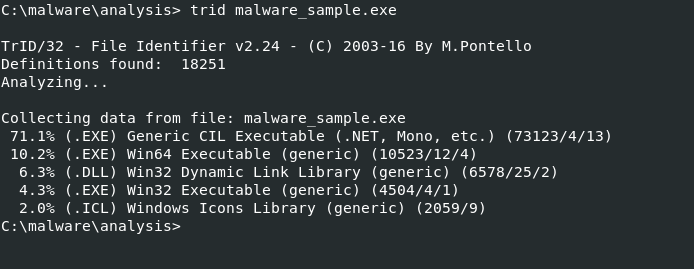 C:\malware\analysis> trid malware_sample.exe
TrID/32 - File Identifier v2.24 - (C) 2003-16 By M.Pontello
Definitions found:  18251
Analyzing...
Collecting data from file: malware_sample.exe
 71.1% (.EXE) Generic CIL Executable (.NET, Mono, etc.) (73123/4/13)
 10.2% (.EXE) Win64 Executable (generic) (10523/12/4)
  6.3% (.DLL) Win32 Dynamic Link Library (generic) (6578/25/2)
  4.3% (.EXE) Win32 Executable (generic) (4504/4/1)
  2.0% (.ICL) Windows Icons Library (generic) (2059/9)
C:\malware\analysis>